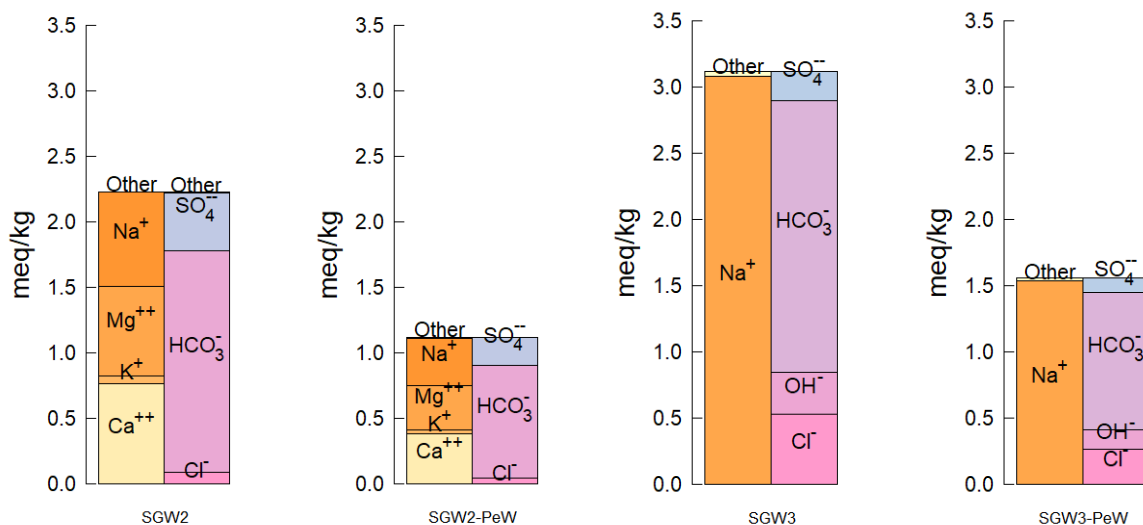 3.5
3.0
2.5
2.0
1.5
1.0
0.5
0.0
meq/kg
Other
Other
Na⁺
SO₄⁻⁻
Mg⁺⁺
HCO₃⁻
K⁺
Ca⁺⁺
Cl⁻
SGW2
3.5
3.0
2.5
2.0
1.5
1.0
0.5
0.0
meq/kg
Other
SO₄⁻⁻
Na⁺
Mg⁺⁺
HCO₃⁻
K⁺
Ca⁺⁺
Cl⁻
SGW2-PeW
3.5
3.0
2.5
2.0
1.5
1.0
0.5
0.0
meq/kg
Other
SO₄⁻⁻
HCO₃⁻
Na⁺
OH⁻
Cl⁻
SGW3
3.5
3.0
2.5
2.0
1.5
1.0
0.5
0.0
meq/kg
Other
SO₄⁻⁻
HCO₃⁻
Na⁺
OH⁻
Cl⁻
SGW3-PeW